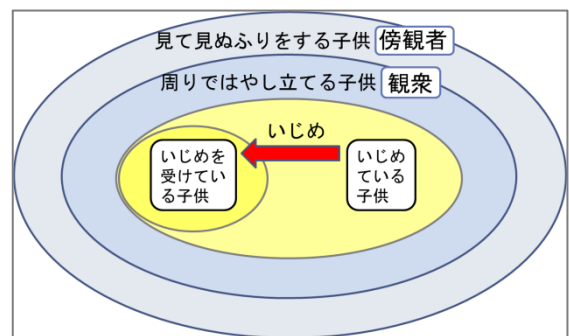 見て見ぬふりをする子供 傍観者
周りではやし立てる子供 観衆
いじめ
いじめを
受けてい
る子供
いじめ
ている
子供